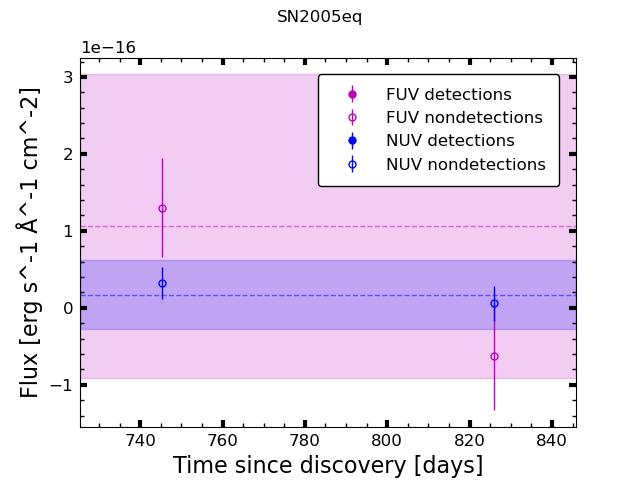 SN2005eq
1e−16
3
2
1
0
−1
FUV detections
FUV nondetections
NUV detections
NUV nondetections
740 760 780 800 820 840
Time since discovery [days]
Flux [erg s^-1 Å^-1 cm^-2]